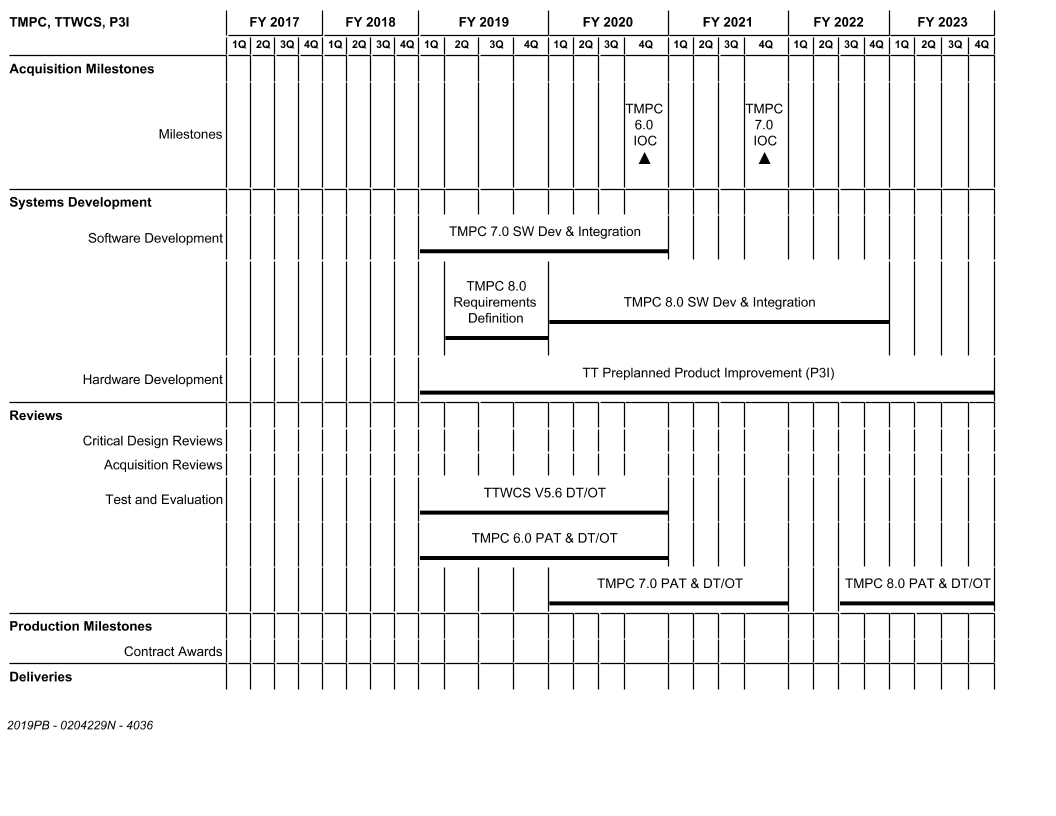 TMPC, TTWCS, P3I FY 2017 FY 2018 FY 2019 FY 2020 FY 2021 FY 2022 FY 2023
1Q 2Q 3Q 4Q 1Q 2Q 3Q 4Q 1Q 2Q 3Q 4Q 1Q 2Q 3Q 4Q 1Q 2Q 3Q 4Q 1Q 2Q 3Q 4Q 1Q 2Q 3Q 4Q
Acquisition Milestones
Milestones
TMPC
6.0
IOC
TMPC
7.0
IOC
Systems Development
Software Development
TMPC 7.0 SW Dev & Integration
TMPC 8.0
Requirements
Definition
TMPC 8.0 SW Dev & Integration
Hardware Development
TT Preplanned Product Improvement (P3I)
Reviews
Critical Design Reviews
Acquisition Reviews
Test and Evaluation
TTWCS V5.6 DT/OT
TMPC 6.0 PAT & DT/OT
TMPC 7.0 PAT & DT/OT
TMPC 8.0 PAT & DT/OT
Production Milestones
Contract Awards
Deliveries
2019PB - 0204229N - 4036